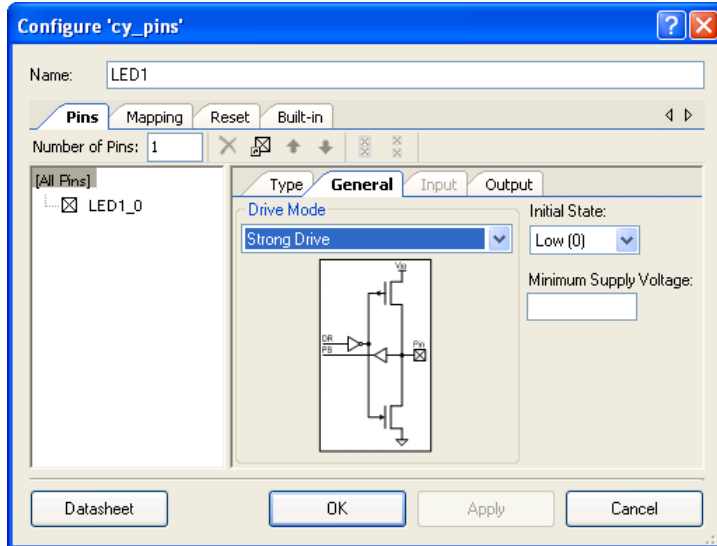 Configure 'cy_pins'
Name: LED1
Pins Mapping Reset Built-in
Number of Pins: 1
[All Pins]
LED1_0
Type General Input Output
Drive Mode
Strong Drive
Initial State:
Low (0)
Minimum Supply Voltage:
Vio
DR
PS
Pin
Datasheet OK Apply Cancel